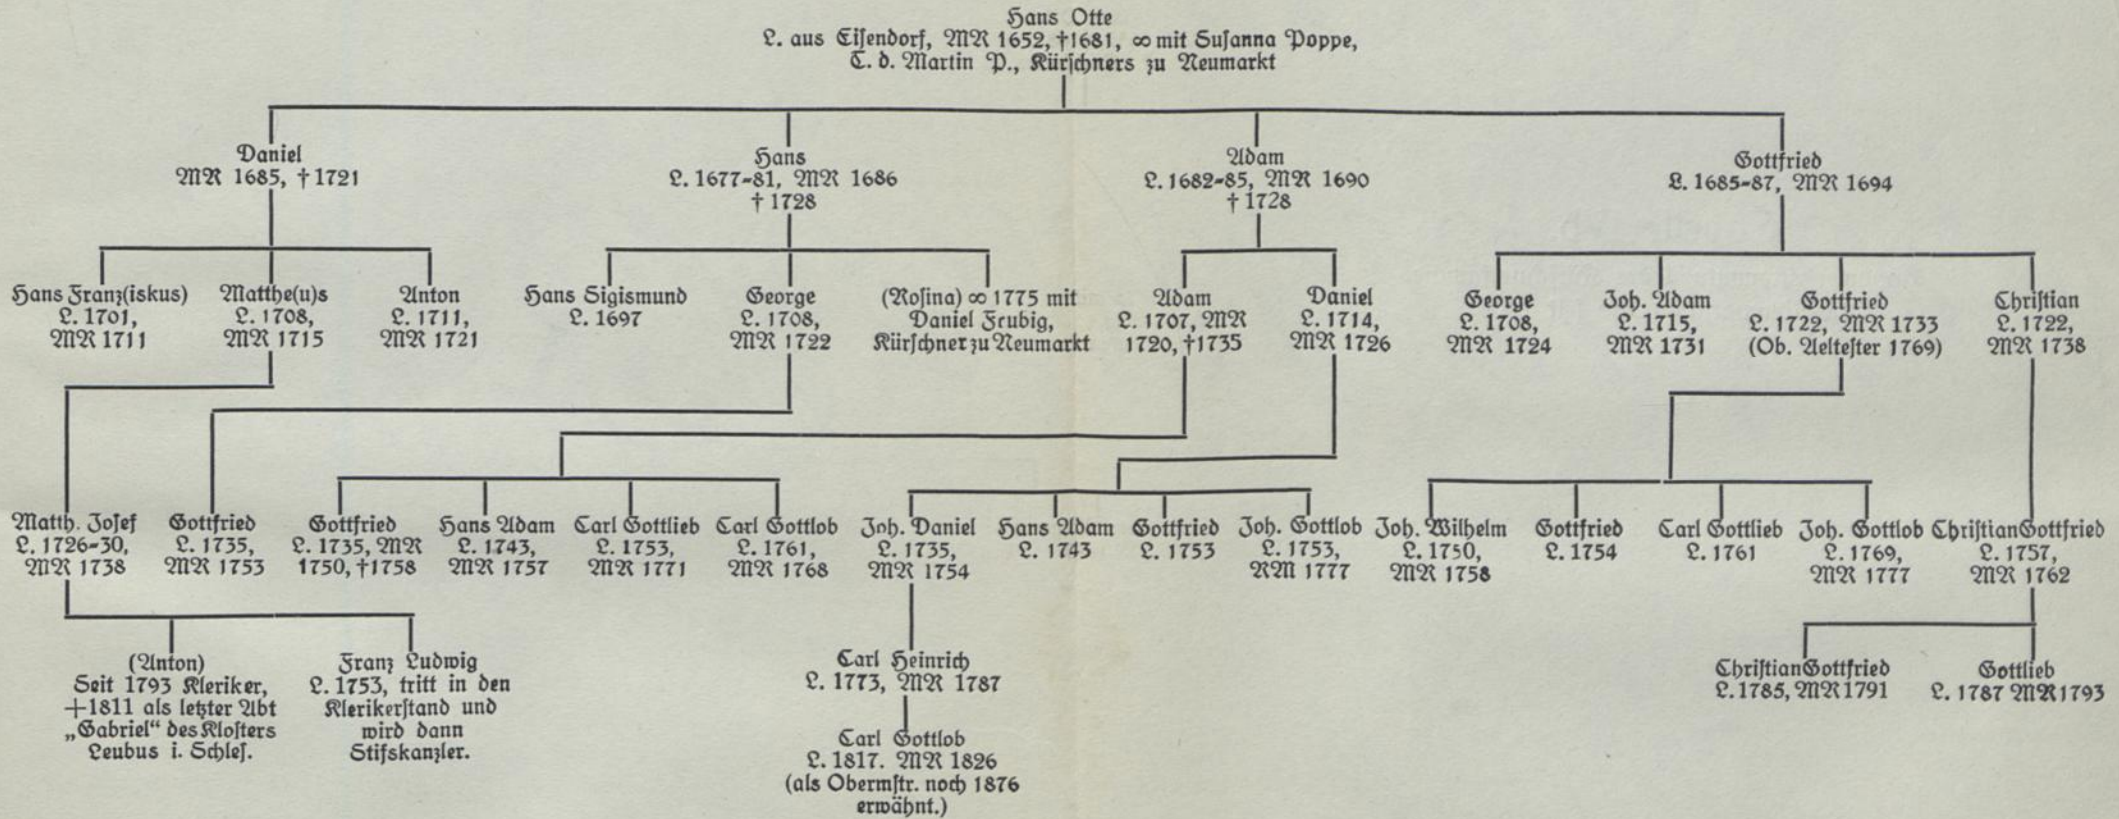 Hans Otte
L. aus Eisendorf, MR 1652, †1681, ∞ mit Susanna Poppe,
T. d. Martin P., Kürschners zu Neumarkt
Daniel
MR 1685, † 1721
Hans
L. 1677-81, MR 1686
† 1728
Adam
L. 1682-85, MR 1690
† 1728
Gottfried
L. 1685-87, MR 1694
Hans Franz(iskus)
L. 1701,
MR 1711
Matthe(u)s
L. 1708,
MR 1715
Anton
L. 1711,
MR 1721
Hans Sigismund
L. 1697
George
L. 1708,
MR 1722
(Rosina) ∞ 1775 mit
Daniel Frubig,
Kürschner zu Neumarkt
Adam
L. 1707, MR
1720, †1735
Daniel
L. 1714,
MR 1726
George
L. 1708,
MR 1724
Joh. Adam
L. 1715,
MR 1731
Gottfried
L. 1722, MR 1733
(Ob. Aeltester 1769)
Christian
L. 1722,
MR 1738
Matth. Josef
L. 1726-30,
MR 1738
Gottfried
L. 1735,
MR 1753
Gottfried
L. 1735, MR
1750, †1758
Hans Adam
L. 1743,
MR 1757
Carl Gottlieb
L. 1753,
MR 1771
Carl Gottlob
L. 1761,
MR 1768
Joh. Daniel
L. 1735,
MR 1754
Hans Adam
L. 1743
Gottfried
L. 1753
Joh. Gottlob
L. 1753,
RM 1777
Joh. Wilhelm
L. 1750,
MR 1758
Gottfried
L. 1754
Carl Gottlieb
L. 1761
Joh. Gottlob
L. 1769,
MR 1777
Christian Gottfried
L. 1757,
MR 1762
(Anton)
Seit 1793 Kleriker,
+1811 als letzter Abt
„Gabriel“ des Klosters
Leubus i. Schles.
Franz Ludwig
L. 1753, tritt in den
Klerikerstand und
wird dann
Stifskanzler.
Carl Heinrich
L. 1773, MR 1787
Carl Gottlob
L. 1817. MR 1826
(als Obermstr. noch 1876
erwähnt.)
Christian Gottfried
L. 1785, MR 1791
Gottlieb
L. 1787 MR 1793